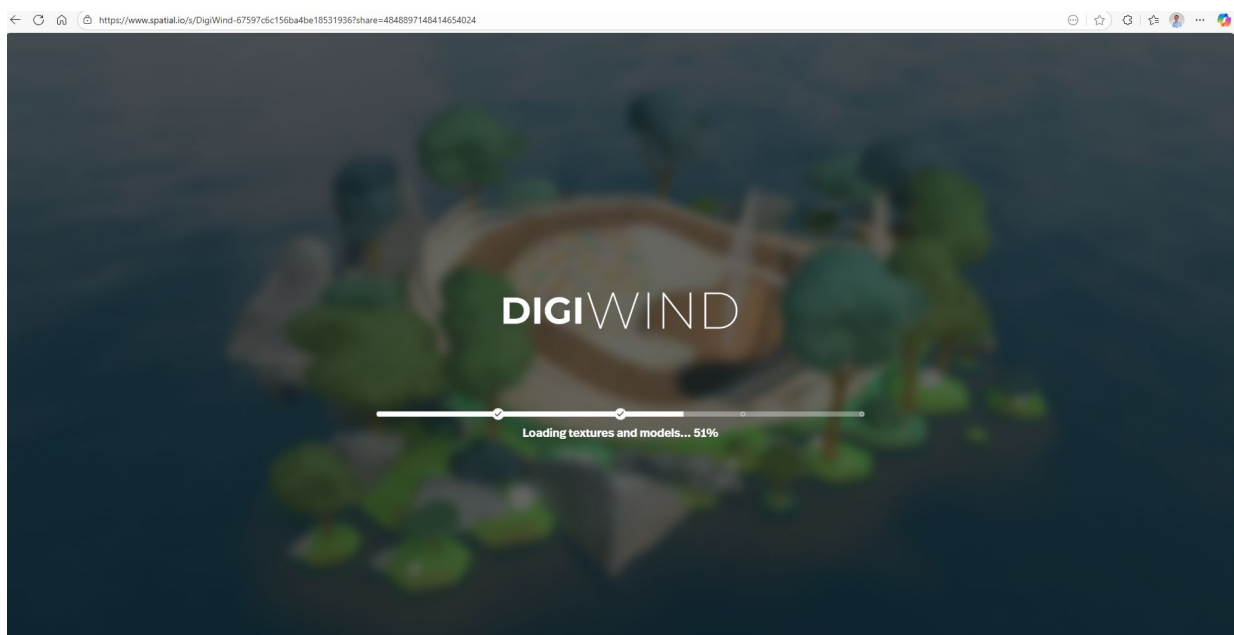 https://www.spatial.io/s/DigiWind-67597c6c156ba4be18531936?share=4848897148414654024
DIGIWIND
Loading textures and models... 51%